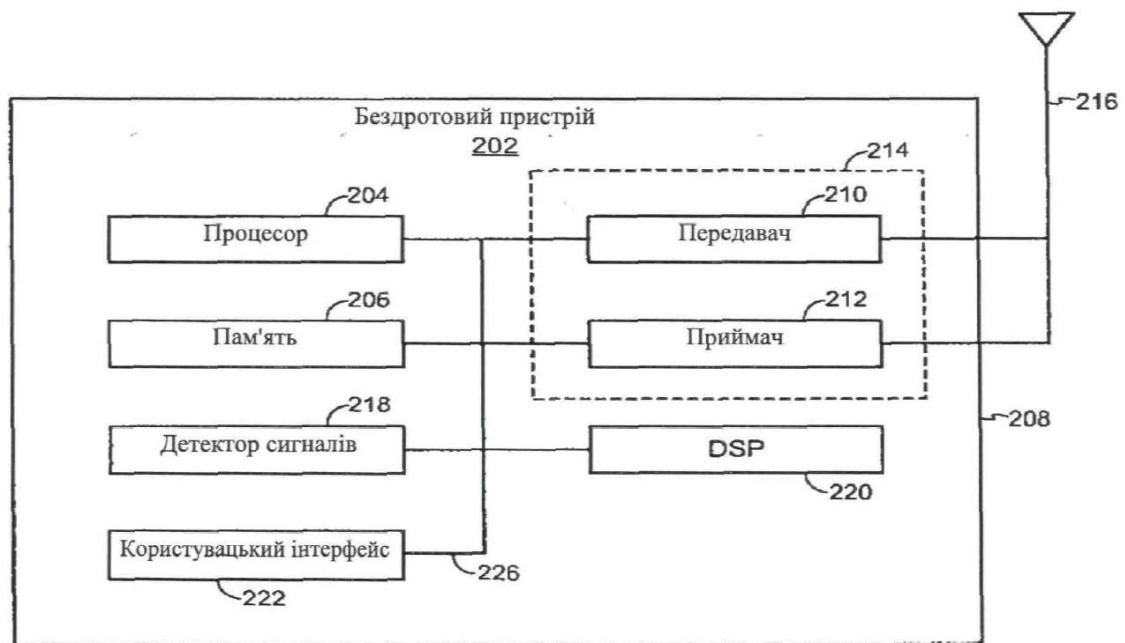 Бездротовий пристрій
202
216
214
204
210
Процесор
Передавач
206
212
Пам'ять
Приймач
218
208
Детектор сигналів
DSP
220
Користувацький інтерфейс
226
222